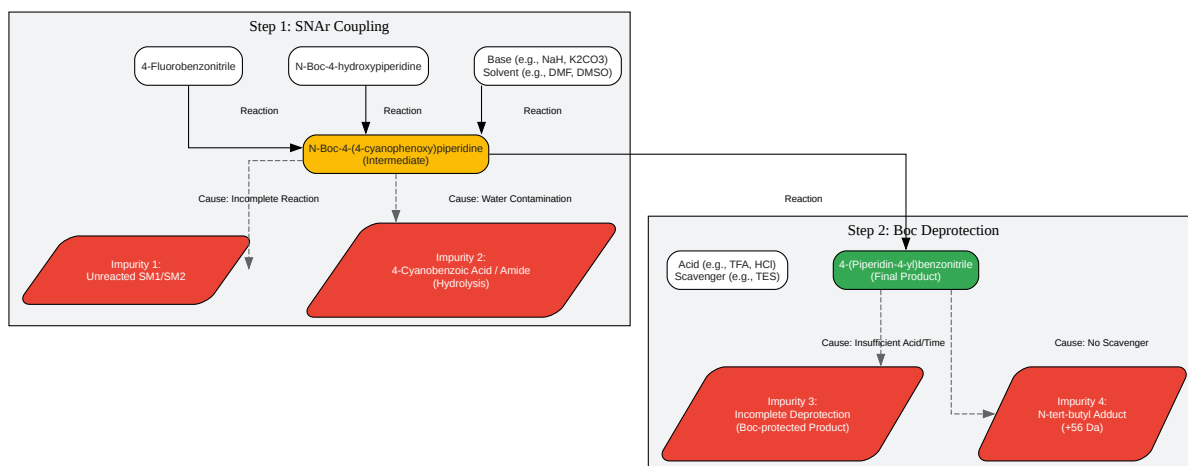 Step 1: SNAr Coupling
4-Fluorobenzonitrile
N-Boc-4-hydroxypiperidine
Base (e.g., NaH, K2CO3)
Solvent (e.g., DMF, DMSO)
Reaction
Reaction
Reaction
N-Boc-4-(4-cyanophenoxy)piperidine
(Intermediate)
Cause: Incomplete Reaction
Cause: Water Contamination
Impurity 1:
Unreacted SM1/SM2
Impurity 2:
4-Cyanobenzoic Acid / Amide
(Hydrolysis)
Reaction
Step 2: Boc Deprotection
Acid (e.g., TFA, HCl)
Scavenger (e.g., TES)
4-(Piperidin-4-yl)benzonitrile
(Final Product)
Cause: Insufficient Acid/Time
Cause: No Scavenger
Impurity 3:
Incomplete Deprotection
(Boc-protected Product)
Impurity 4:
N-tert-butyl Adduct
(+56 Da)